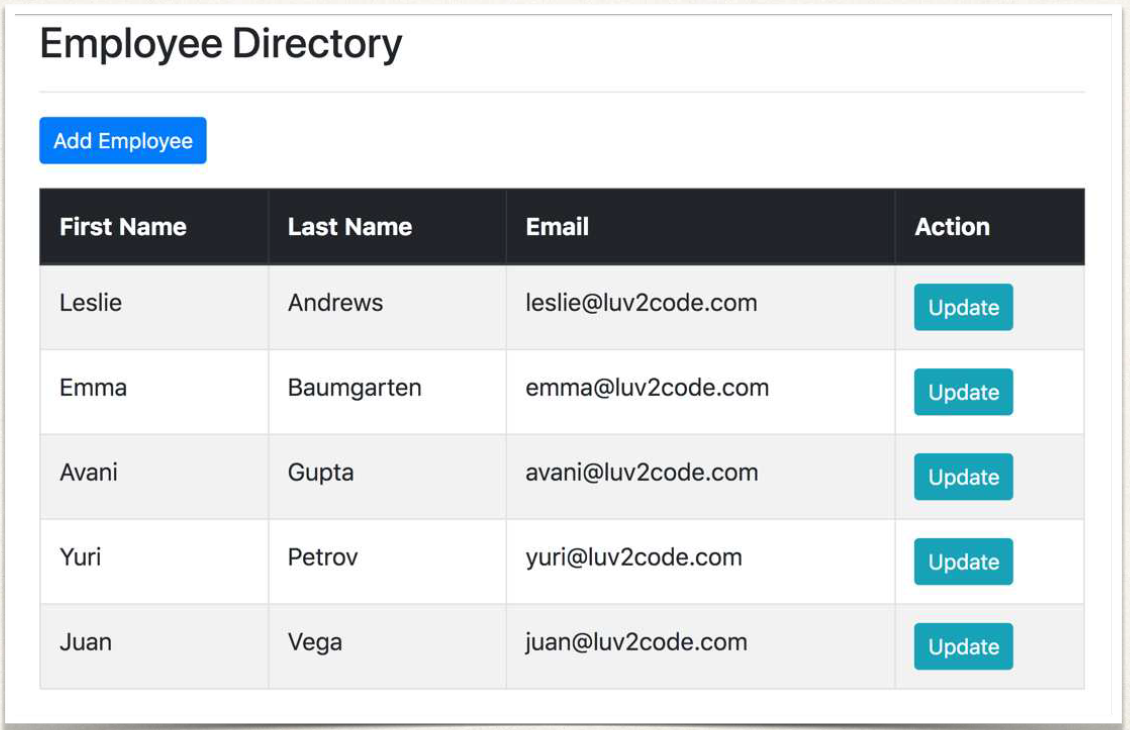 Employee Directory
Add Employee
First Name Last Name Email Action
Leslie Andrews leslie@luv2code.com Update
Emma Baumgarten emma@luv2code.com Update
Avani Gupta avani@luv2code.com Update
Yuri Petrov yuri@luv2code.com Update
Juan Vega juan@luv2code.com Update